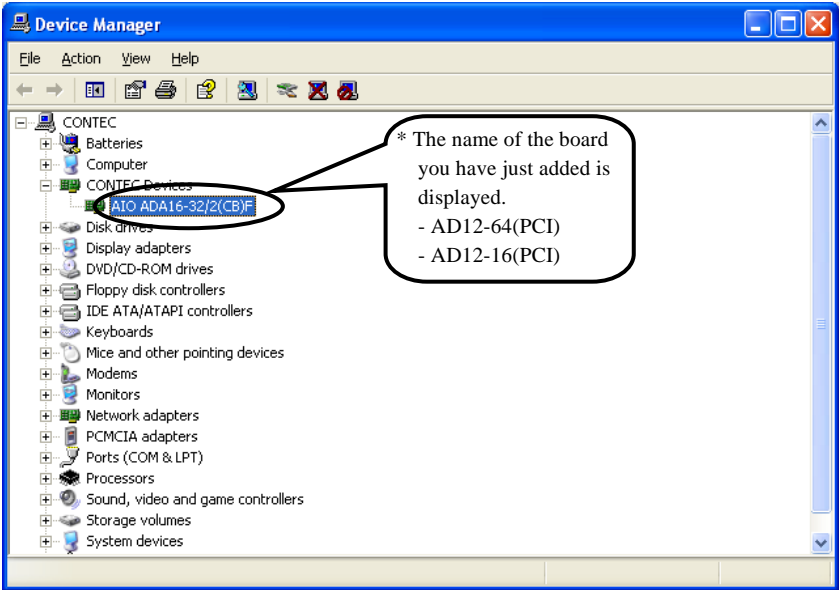 Device Manager
File Action View Help
CONTEC
Batteries
Computer
CONTEC Devices
AIO ADA16-32/2(CB)F
Disk drives
Display adapters
DVD/CD-ROM drives
Floppy disk controllers
IDE ATA/ATAPI controllers
Keyboards
Mice and other pointing devices
Modems
Monitors
Network adapters
PCMCIA adapters
Ports (COM & LPT)
Processors
Sound, video and game controllers
Storage volumes
System devices
* The name of the board
you have just added is
displayed.
- AD12-64(PCI)
- AD12-16(PCI)